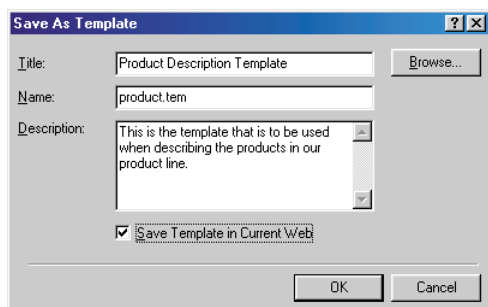 Save As Template
Title: Product Description Template Browse...
Name: product.tem
Description: This is the template that is to be used
when describing the products in our
product line.
Save Template in Current Web
OK Cancel